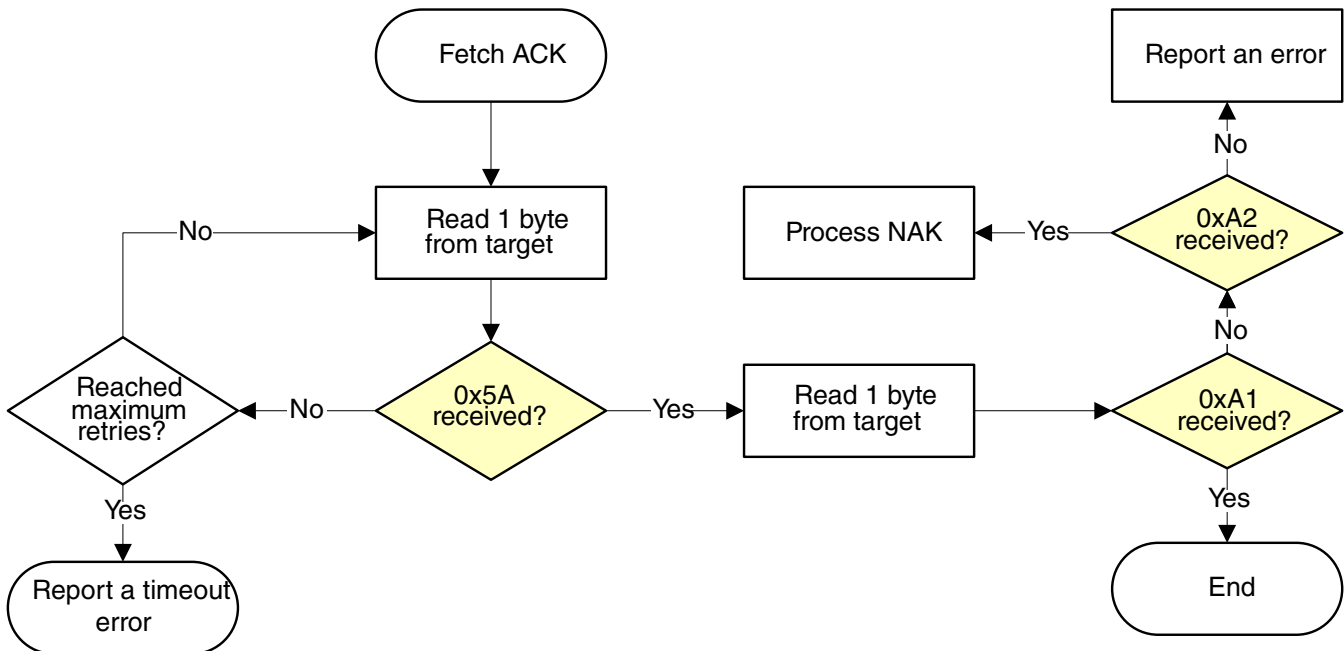 Fetch ACK
Report an error
No
Read 1 byte
from target
Process NAK
0xA2
received?
No
Yes
No
Reached
maximum
retries?
No
0x5A
received?
Yes
Read 1 byte
from target
0xA1
received?
Yes
Yes
Report a timeout
error
End